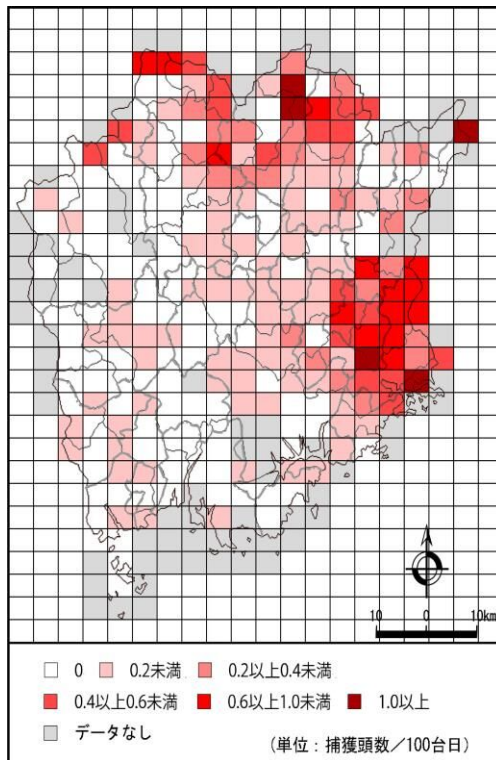 10 0 10km
0 0.2未満 0.2以上0.4未満
0.4以上0.6未満 0.6以上1.0未満 1.0以上
データなし
（単位：捕獲頭数／100台日）